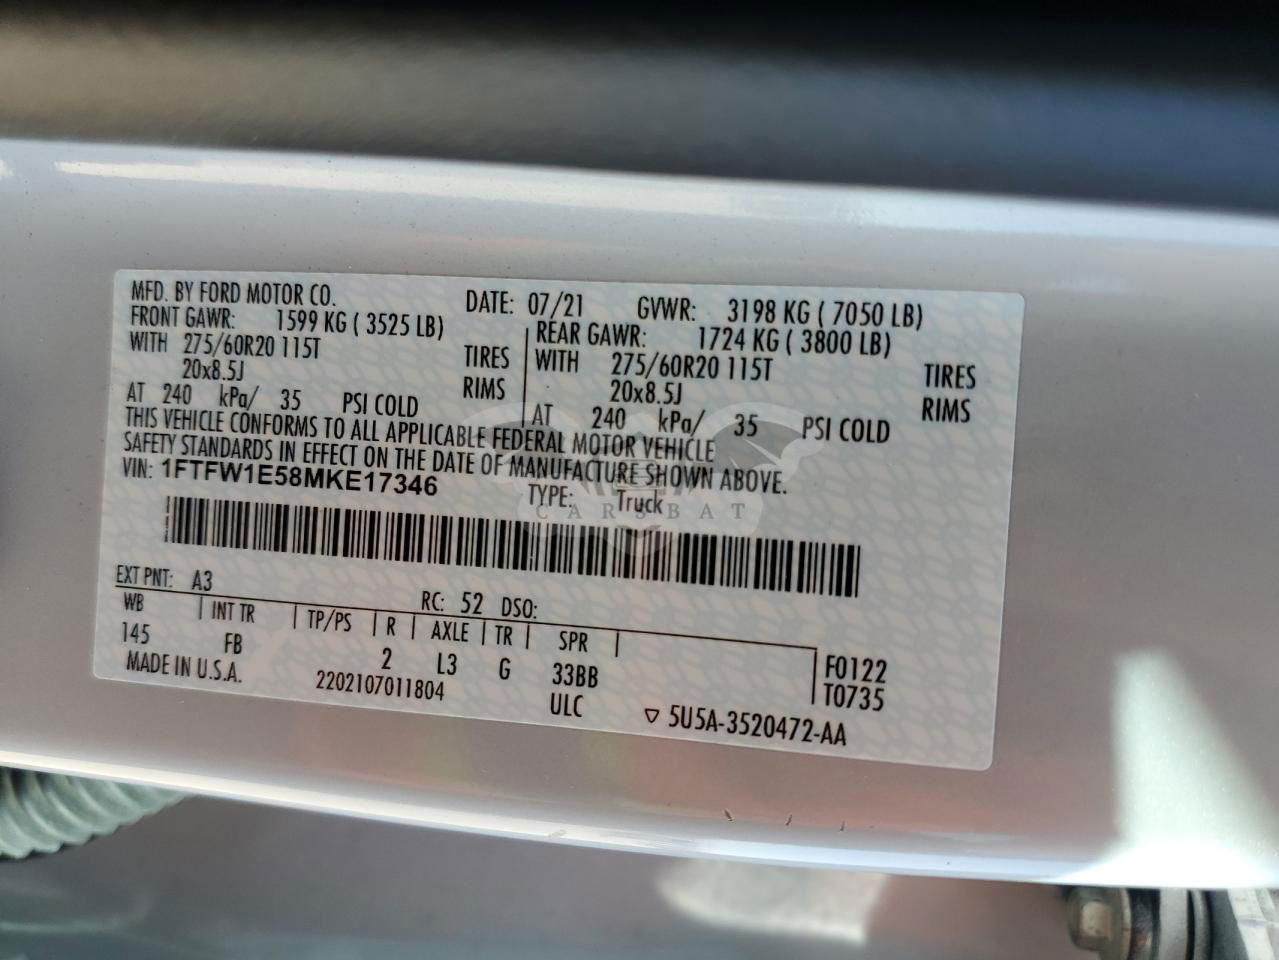 MFD. BY FORD MOTOR CO. DATE: 07/21 GVWR: 3198 KG ( 7050 LB)
FRONT GAWR: 1599 KG ( 3525 LB) REAR GAWR: 1724 KG ( 3800 LB)
WITH 275/60R20 115T TIRES WITH 275/60R20 115T TIRES
20x8.5J RIMS 20x8.5J RIMS
AT 240 kPa/ 35 PSI COLD AT 240 kPa/ 35 PSI COLD
THIS VEHICLE CONFORMS TO ALL APPLICABLE FEDERAL MOTOR VEHICLE
SAFETY STANDARDS IN EFFECT ON THE DATE OF MANUFACTURE SHOWN ABOVE.
VIN: 1FTFW1E58MKE17346 TYPE: Truck
CARSBAT
EXT PNT: A3 RC: 52 DSO:
WB | INT TR | TP/PS | R | AXLE | TR | SPR |
145 FB 2 L3 G 33BB F0122
MADE IN U.S.A. 2202107011804 ULC T0735
▽ 5U5A-3520472-AA